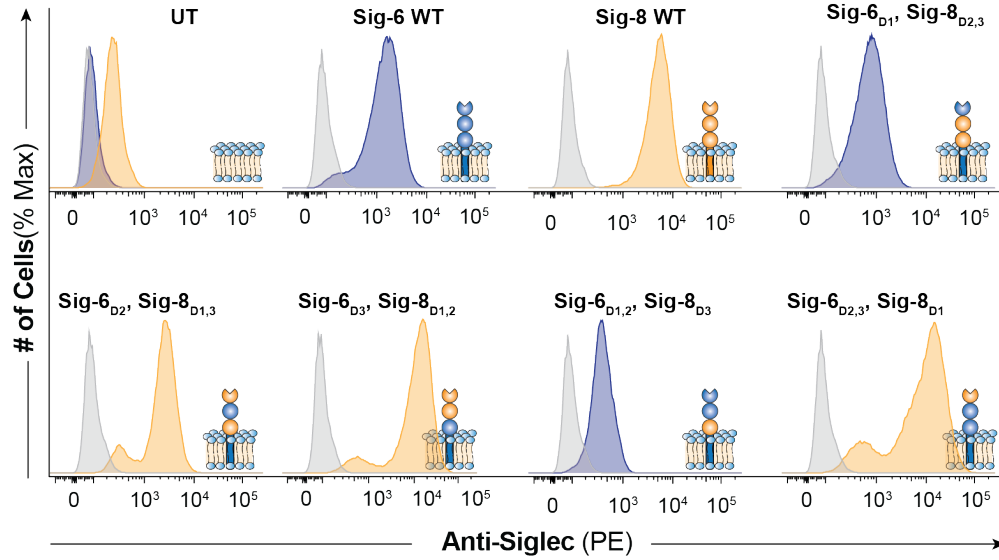 # of Cells(% Max)
UT
Sig-6 WT
Sig-8 WT
Sig-6D1, Sig-8D2,3
0 10³ 10⁴ 10⁵
0 10³ 10⁴ 10⁵
0 10³ 10⁴ 10⁵
0 10³ 10⁴ 10⁵
Sig-6D2, Sig-8D1,3
Sig-6D3, Sig-8D1,2
Sig-6D1,2, Sig-8D3
Sig-6D2,3, Sig-8D1
0 10³ 10⁴ 10⁵
0 10³ 10⁴ 10⁵
0 10³ 10⁴ 10⁵
0 10³ 10⁴ 10⁵
Anti-Siglec (PE)